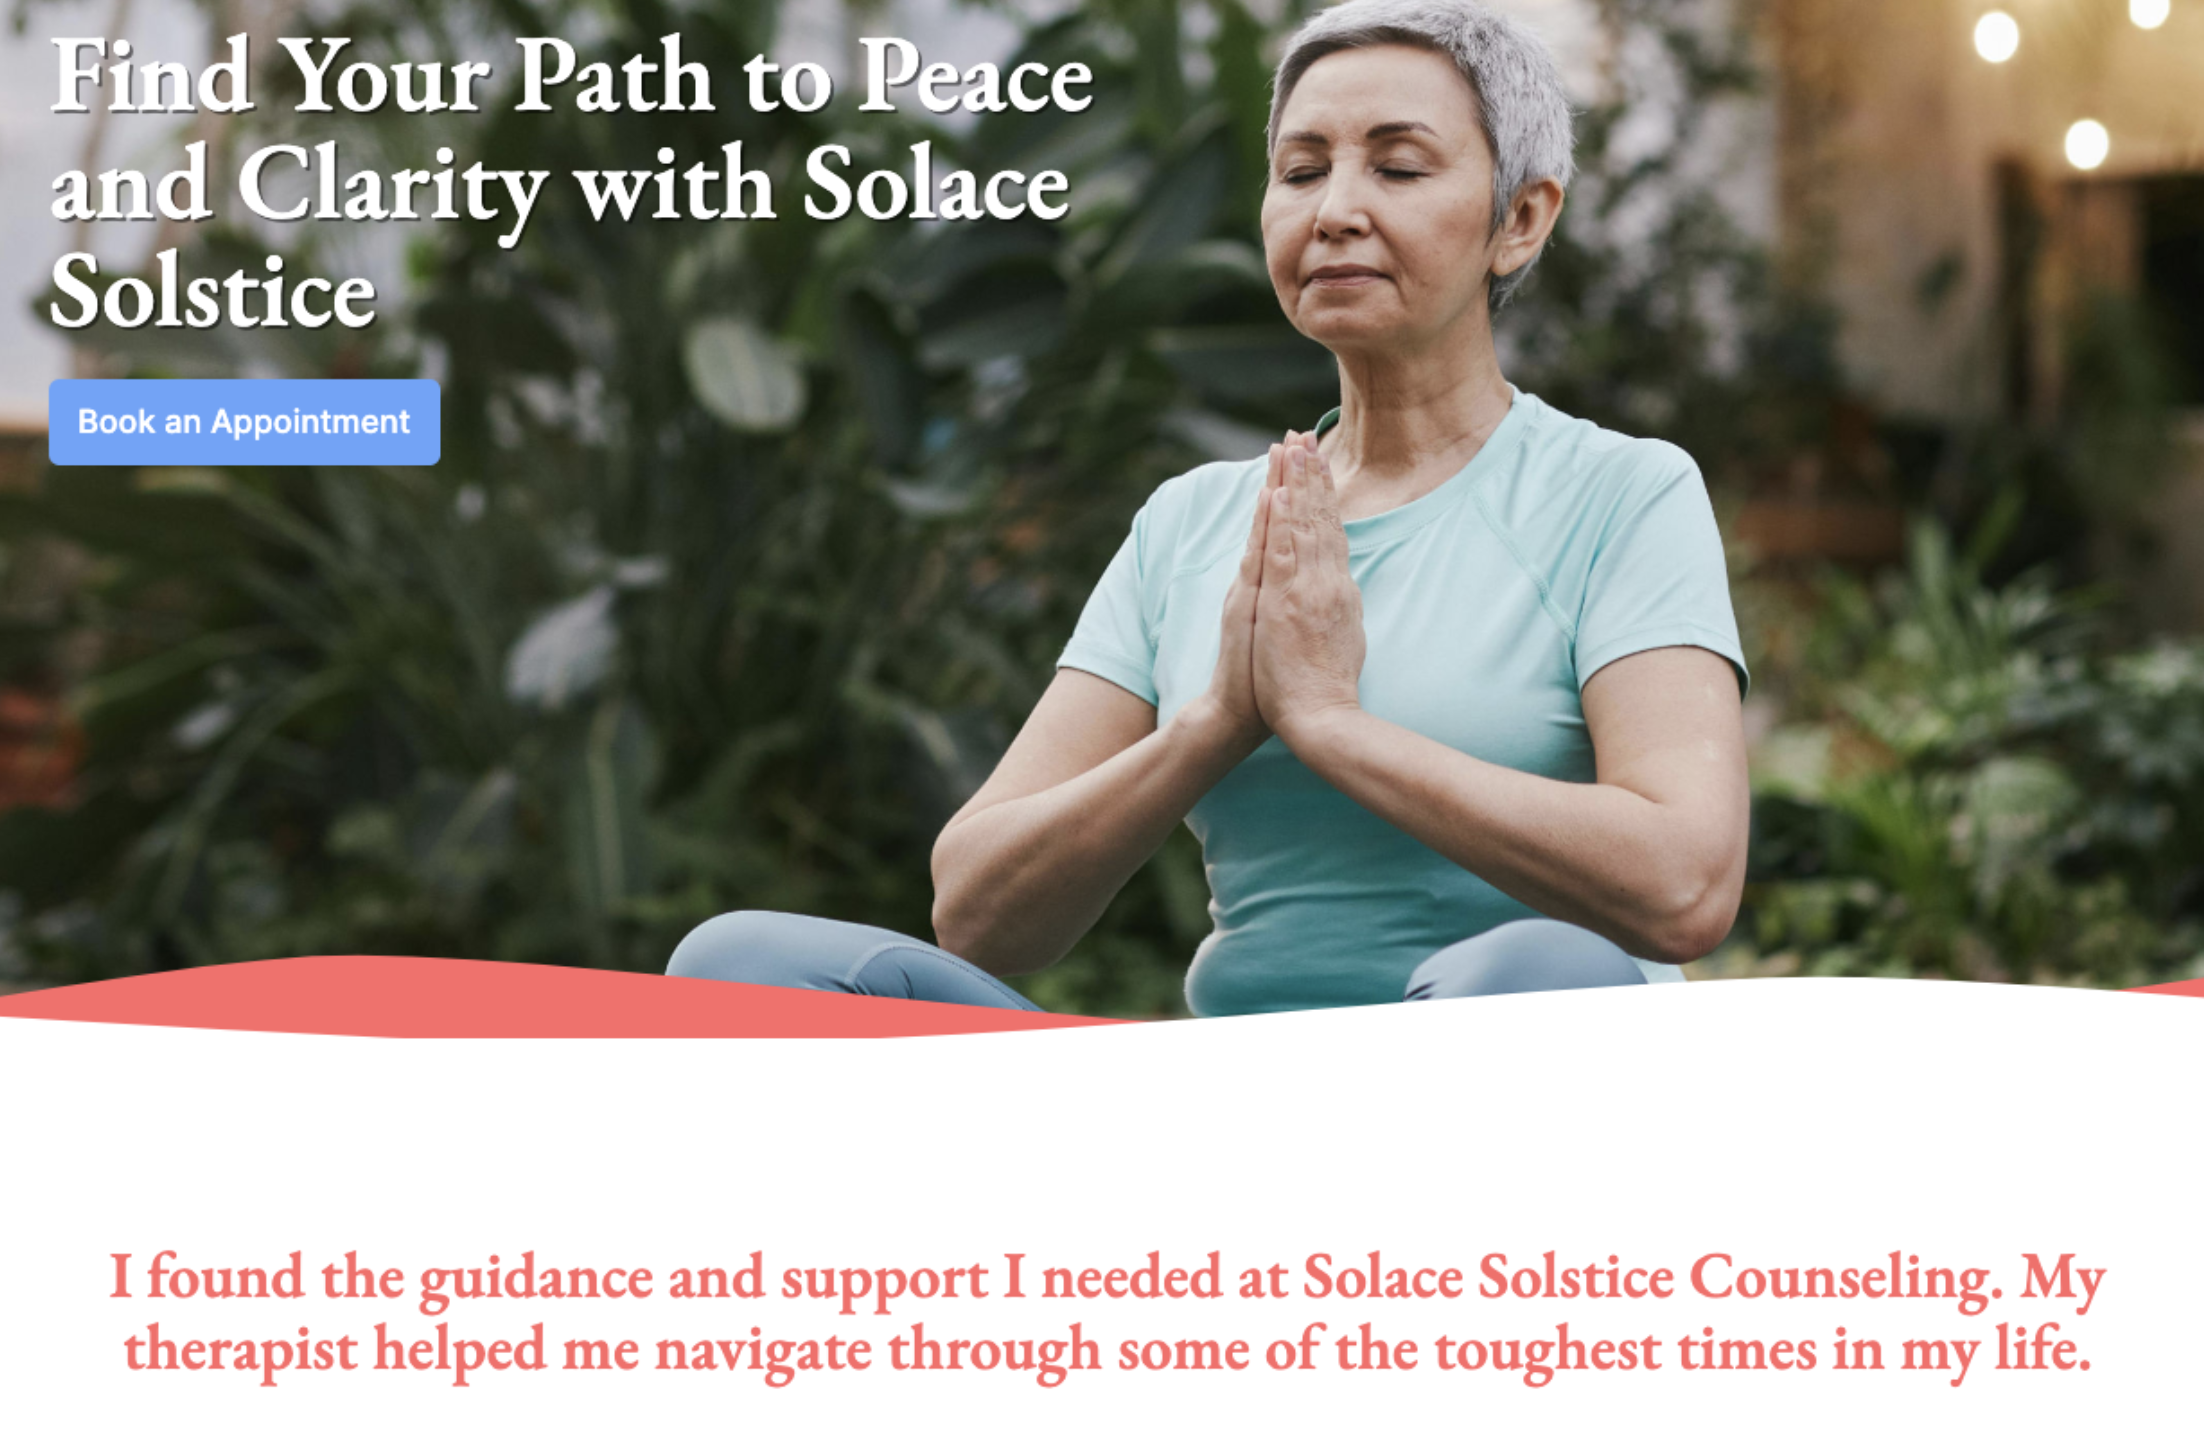 Find Your Path to Peace
and Clarity with Solace
Solstice
Book an Appointment
I found the guidance and support I needed at Solace Solstice Counseling. My
therapist helped me navigate through some of the toughest times in my life.